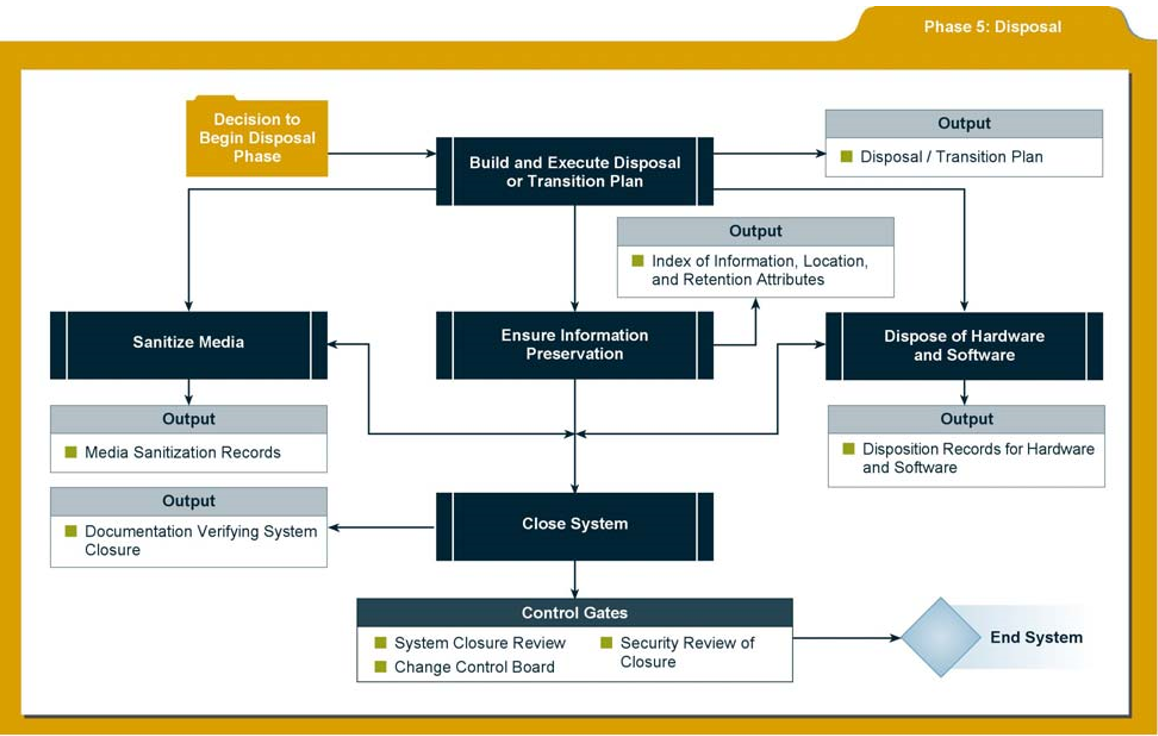 Phase 5: Disposal
Decision to
Begin Disposal
Phase
Build and Execute Disposal
or Transition Plan
Output
Disposal / Transition Plan
Output
Index of Information, Location,
and Retention Attributes
Sanitize Media
Ensure Information
Preservation
Dispose of Hardware
and Software
Output
Media Sanitization Records
Output
Disposition Records for Hardware
and Software
Output
Documentation Verifying System
Closure
Close System
Control Gates
System Closure Review
Change Control Board
Security Review of
Closure
End System